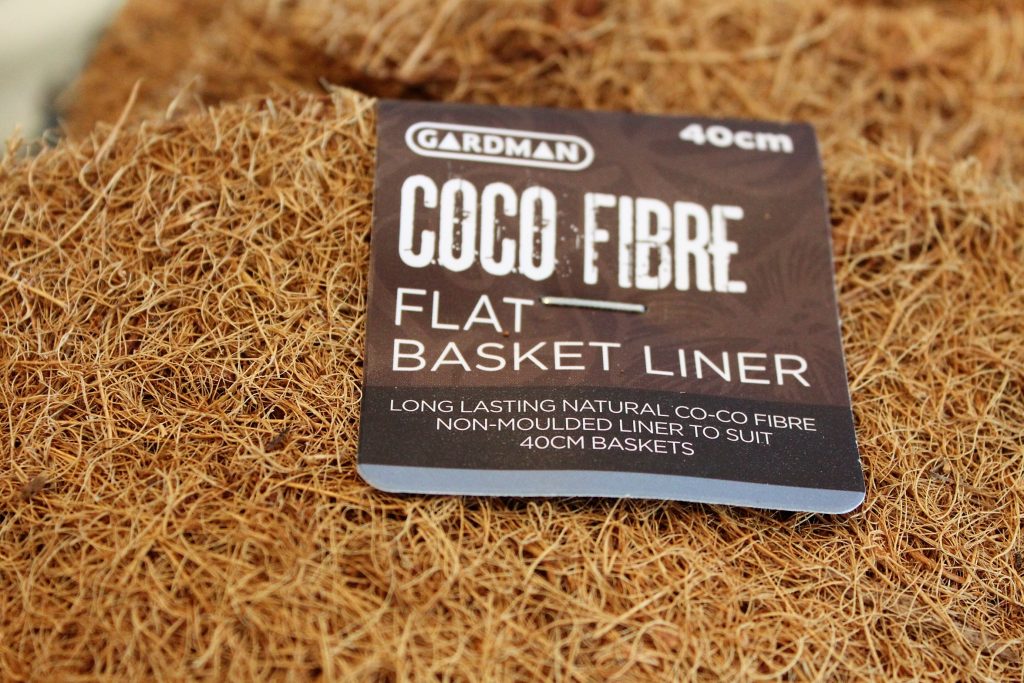 GARDMAN
40cm
COCO FIBRE
FLAT
BASKET LINER
LONG LASTING NATURAL CO-CO FIBRE
NON-MOULDED LINER TO SUIT
40CM BASKETS